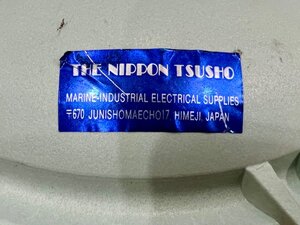 THE NIPPON TSUSHO
MARINE·INDUSTRIAL ELECTRICAL SUPPLIES
〒670 JUNISHOMAECHO17 HIMEJI, JAPAN